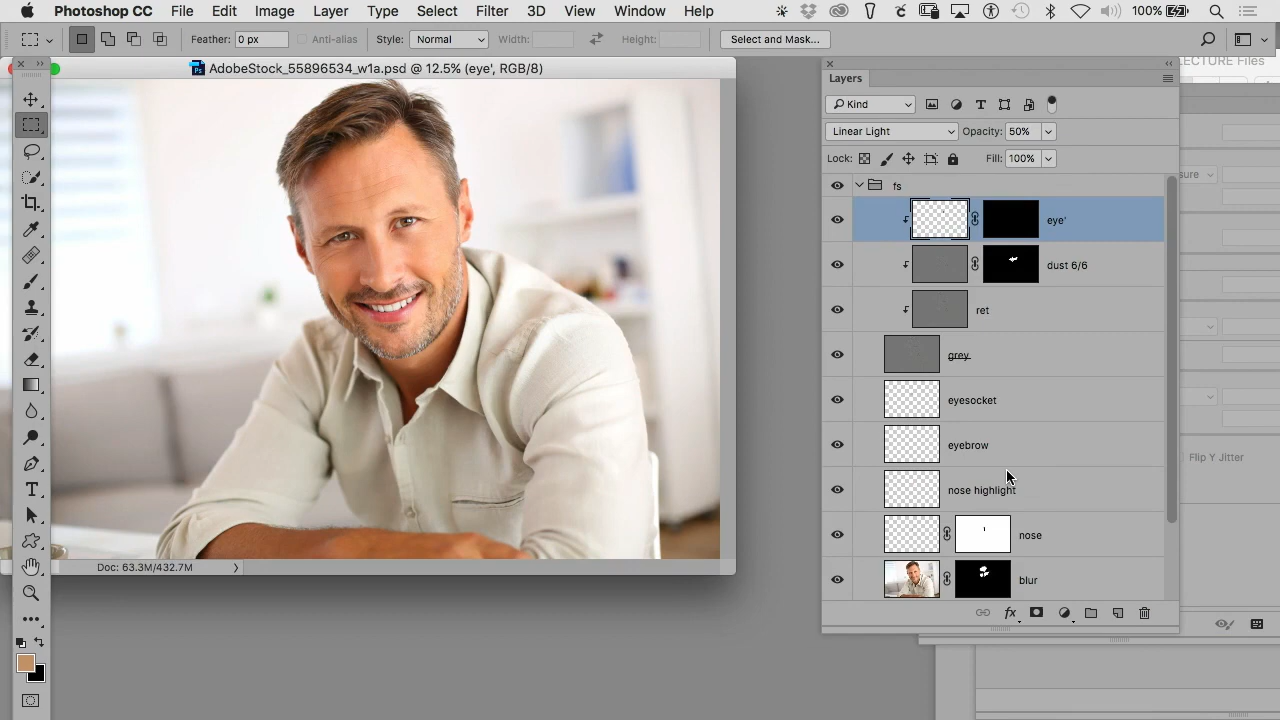 Photoshop CC File Edit Image Layer Type Select Filter 3D View Window Help 100%
Feather: 0 px Anti-alias Style: Normal Width: Height: Select and Mask...
LECTURE Files
AdobeStock_55896534_w1a.psd @ 12.5% (eye', RGB/8)
Layers
Kind
Linear Light Opacity: 50%
Lock: Fill: 100%
sure
fs
eye'
dust 6/6
ret
grey
eyesocket
eyebrow
Flip Y Jitter
nose highlight
nose
blur
Doc: 63.3M/432.7M
fx